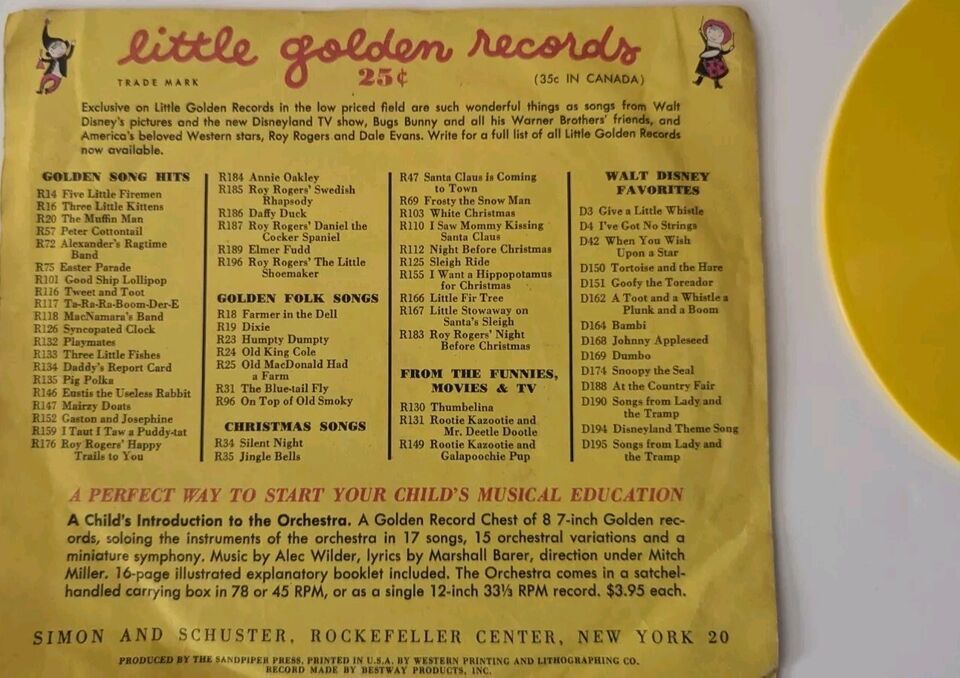 little golden records
TRADE MARK
25¢
(35c IN CANADA)
Exclusive on Little Golden Records in the low priced field are such wonderful things as songs from Walt
Disney's pictures and the new Disneyland TV show, Bugs Bunny and all his Warner Brothers' friends, and
America's beloved Western stars, Roy Rogers and Dale Evans. Write for a full list of all Little Golden Records
now available.
GOLDEN SONG HITS
R14 Five Little Firemen
R16 Three Little Kittens
R20 The Muffin Man
R57 Peter Cottontail
R72 Alexander's Ragtime
Band
R75 Easter Parade
R101 Good Ship Lollipop
R116 Tweet and Toot
R117 Ta-Ra-Ra-Boom-Der-E
R118 MacNamara's Band
R126 Syncopated Clock
R132 Playmates
R133 Three Little Fishes
R134 Daddy's Report Card
R135 Pig Polka
R146 Eustis the Useless Rabbit
R147 Mairzy Doats
R152 Gaston and Josephine
R159 I Taut I Taw a Puddy-tat
R176 Roy Rogers' Happy
Trails to You
R184 Annie Oakley
R185 Roy Rogers' Swedish
Rhapsody
R186 Daffy Duck
R187 Roy Rogers' Daniel the
Cocker Spaniel
R189 Elmer Fudd
R196 Roy Rogers' The Little
Shoemaker
GOLDEN FOLK SONGS
R18 Farmer in the Dell
R19 Dixie
R23 Humpty Dumpty
R24 Old King Cole
R25 Old MacDonald Had
a Farm
R31 The Blue-tail Fly
R96 On Top of Old Smoky
CHRISTMAS SONGS
R34 Silent Night
R35 Jingle Bells
R47 Santa Claus is Coming
to Town
R69 Frosty the Snow Man
R103 White Christmas
R110 I Saw Mommy Kissing
Santa Claus
R112 Night Before Christmas
R125 Sleigh Ride
R155 I Want a Hippopotamus
for Christmas
R166 Little Fir Tree
R167 Little Stowaway on
Santa's Sleigh
R183 Roy Rogers' Night
Before Christmas
FROM THE FUNNIES,
MOVIES & TV
R130 Thumbelina
R131 Rootie Kazootie and
Mr. Deetle Dootle
R149 Rootie Kazootie and
Galapoochie Pup
WALT DISNEY
FAVORITES
D3 Give a Little Whistle
D4 I've Got No Strings
D42 When You Wish
Upon a Star
D150 Tortoise and the Hare
D151 Goofy the Toreador
D162 A Toot and a Whistle a
Plunk and a Boom
D164 Bambi
D168 Johnny Appleseed
D169 Dumbo
D174 Snoopy the Seal
D188 At the Country Fair
D190 Songs from Lady and
the Tramp
D194 Disneyland Theme Song
D195 Songs from Lady and
the Tramp
A PERFECT WAY TO START YOUR CHILD'S MUSICAL EDUCATION
A Child's Introduction to the Orchestra. A Golden Record Chest of 8 7-inch Golden rec-
ords, soloing the instruments of the orchestra in 17 songs, 15 orchestral variations and a
miniature symphony. Music by Alec Wilder, lyrics by Marshall Barer, direction under Mitch
Miller. 16-page illustrated explanatory booklet included. The Orchestra comes in a satchel-
handled carrying box in 78 or 45 RPM, or as a single 12-inch 33⅓ RPM record. $3.95 each.
SIMON AND SCHUSTER, ROCKEFELLER CENTER, NEW YORK 20
PRODUCED BY THE SANDPIPER PRESS, PRINTED IN U.S.A. BY WESTERN PRINTING AND LITHOGRAPHING CO.
RECORD MADE BY BESTWAY PRODUCTS, INC.